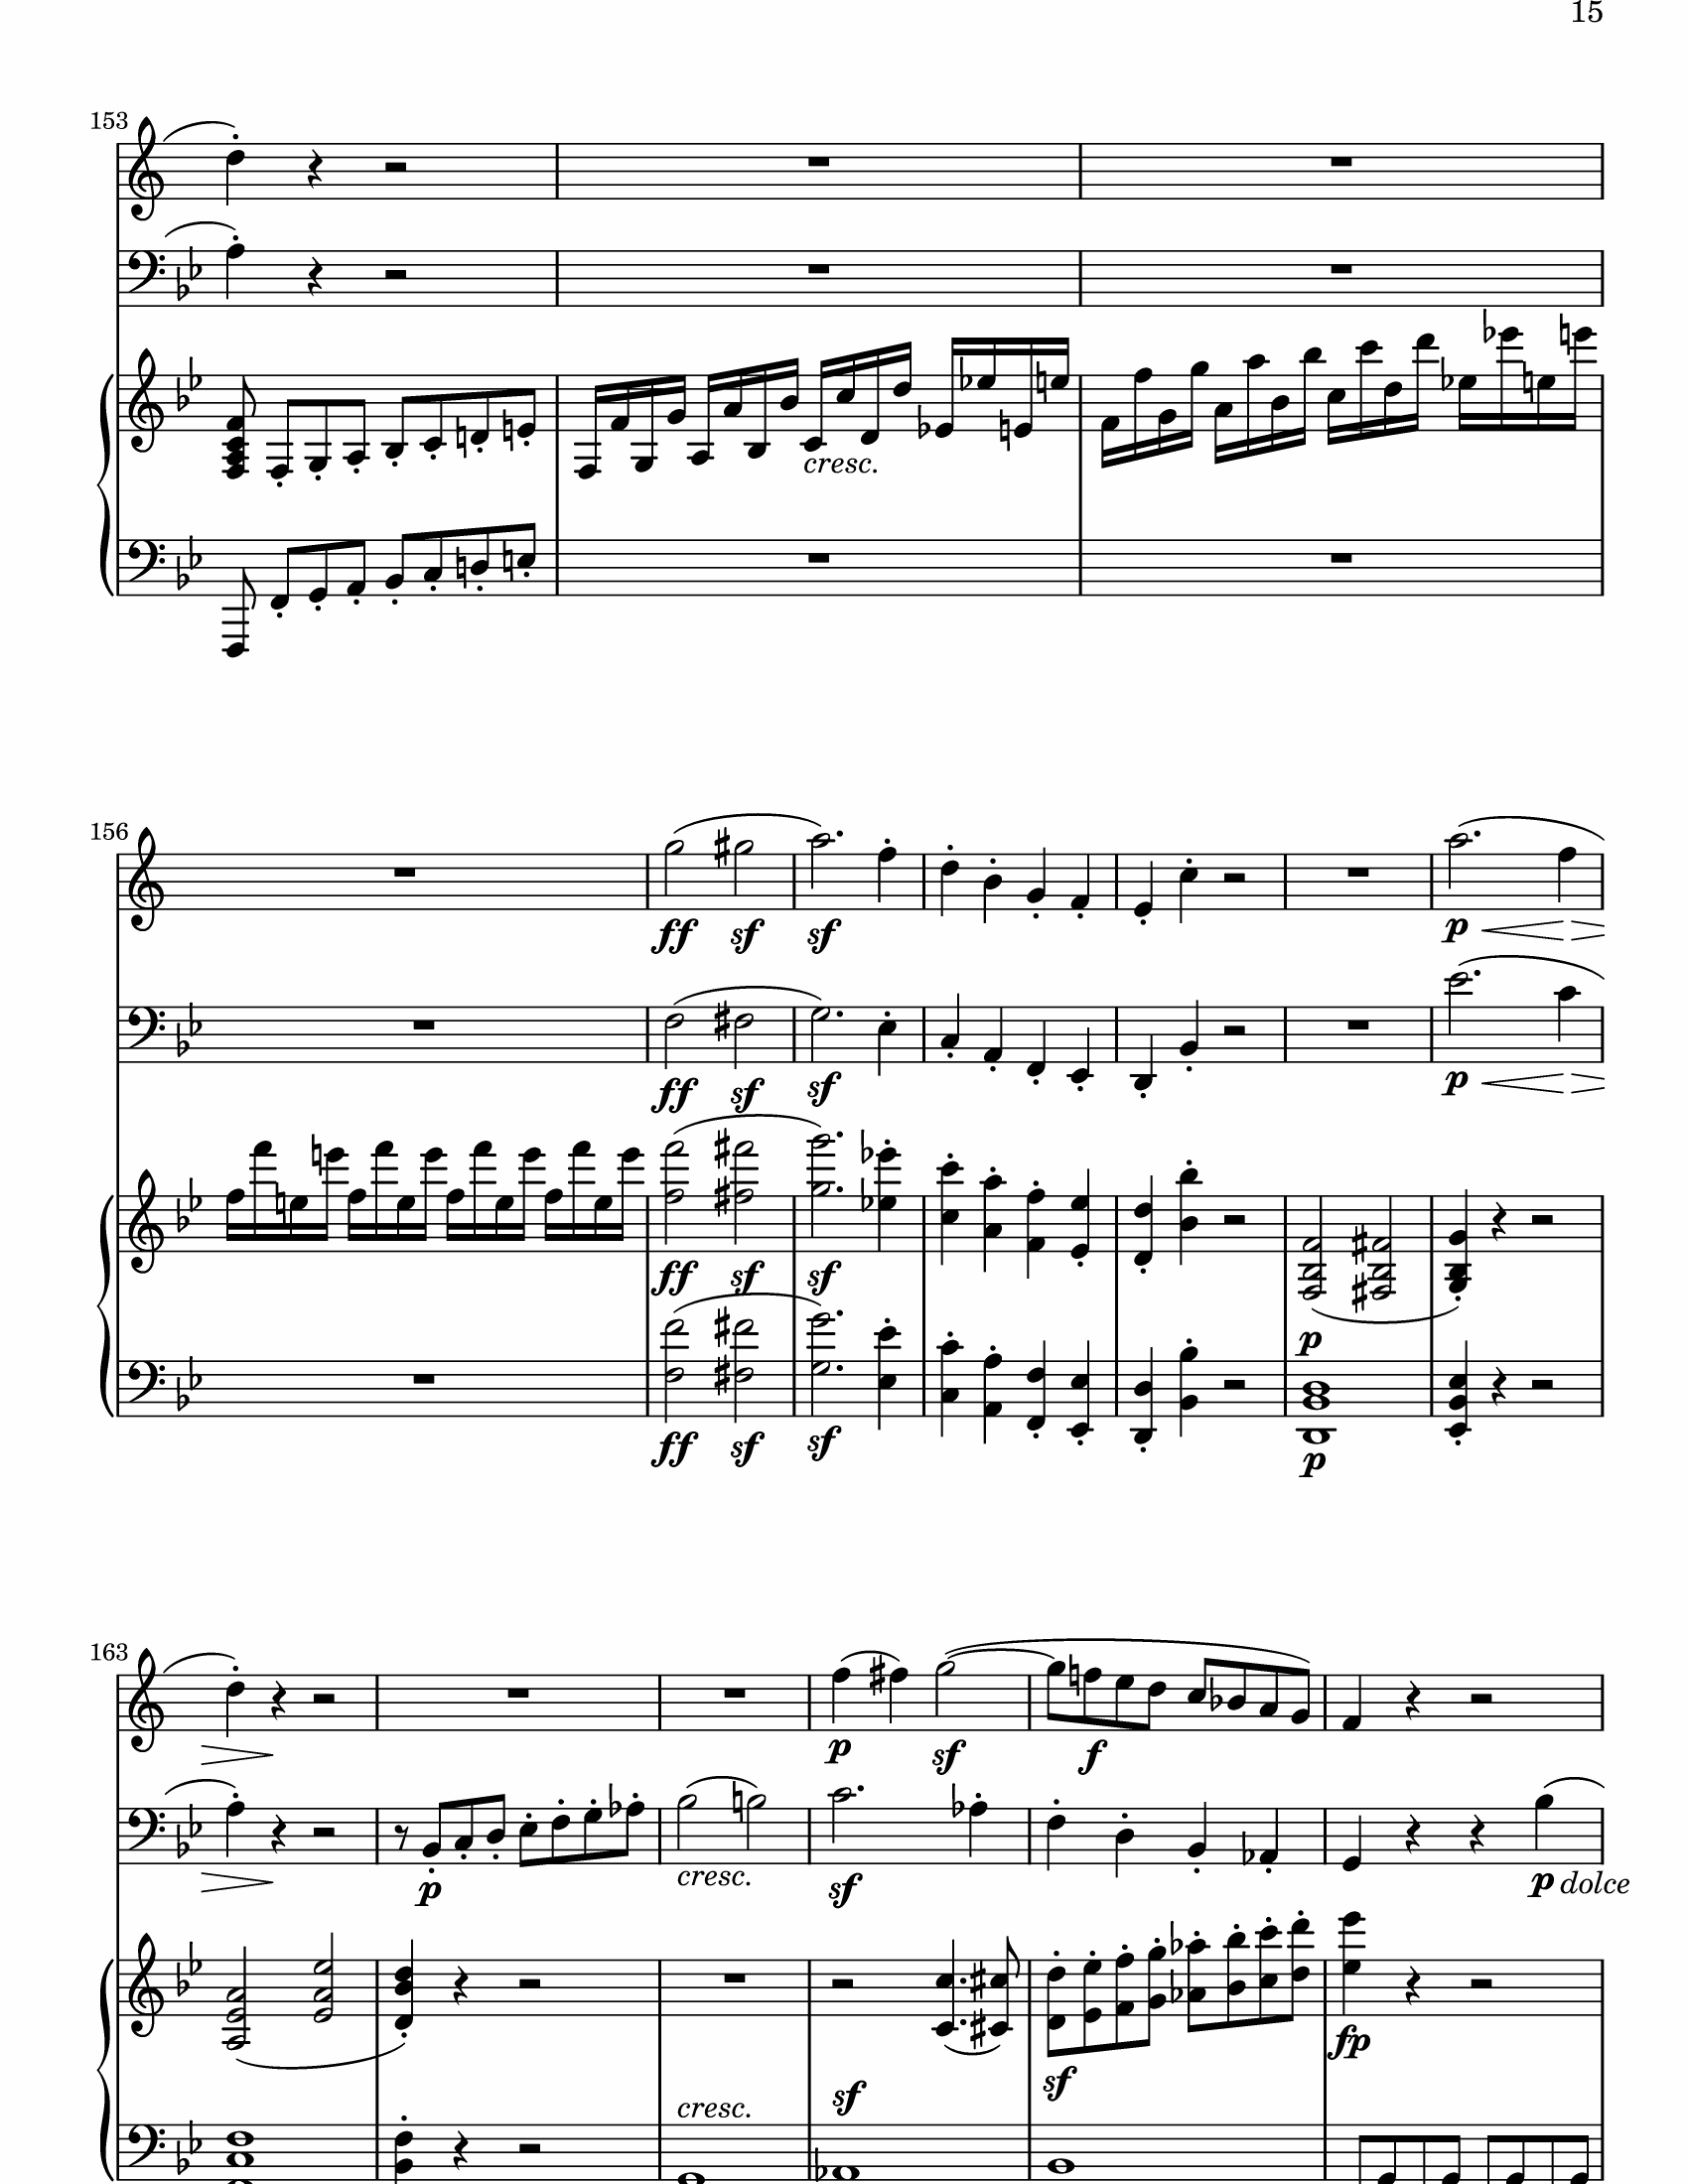 15
153
cresc.
156
ff sf sf p
ff sf sf p
ff sf sf p
ff sf sf p
163
p sf f
p cresc. sf p dolce
sf fp
cresc. sf